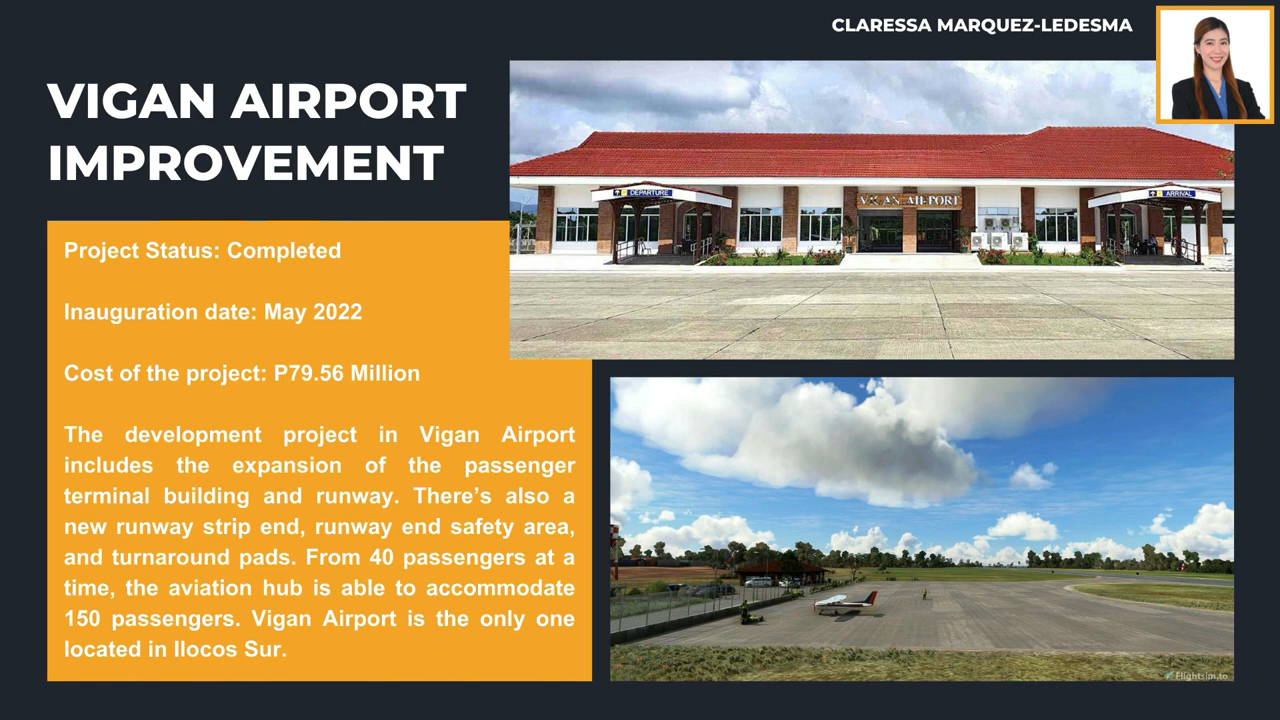 CLARESSA MARQUEZ-LEDESMA
VIGAN AIRPORT
IMPROVEMENT
Project Status: Completed
Inauguration date: May 2022
Cost of the project: P79.56 Million
The development project in Vigan Airport
includes the expansion of the passenger
terminal building and runway. There's also a
new runway strip end, runway end safety area,
and turnaround pads. From 40 passengers at a
time, the aviation hub is able to accommodate
150 passengers. Vigan Airport is the only one
located in Ilocos Sur.
DEPARTURE
VIGAN AIRPORT
ARRIVAL
Flightsim.to